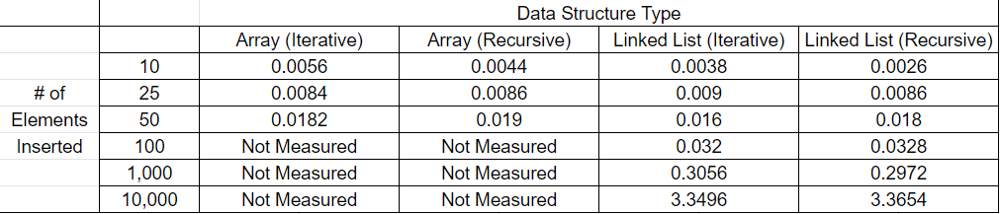 Data Structure Type
Array (Iterative) Array (Recursive) Linked List (Iterative) Linked List (Recursive)
10 0.0056 0.0044 0.0038 0.0026
# of 25 0.0084 0.0086 0.009 0.0086
Elements 50 0.0182 0.019 0.016 0.018
Inserted 100 Not Measured Not Measured 0.032 0.0328
1,000 Not Measured Not Measured 0.3056 0.2972
10,000 Not Measured Not Measured 3.3496 3.3654